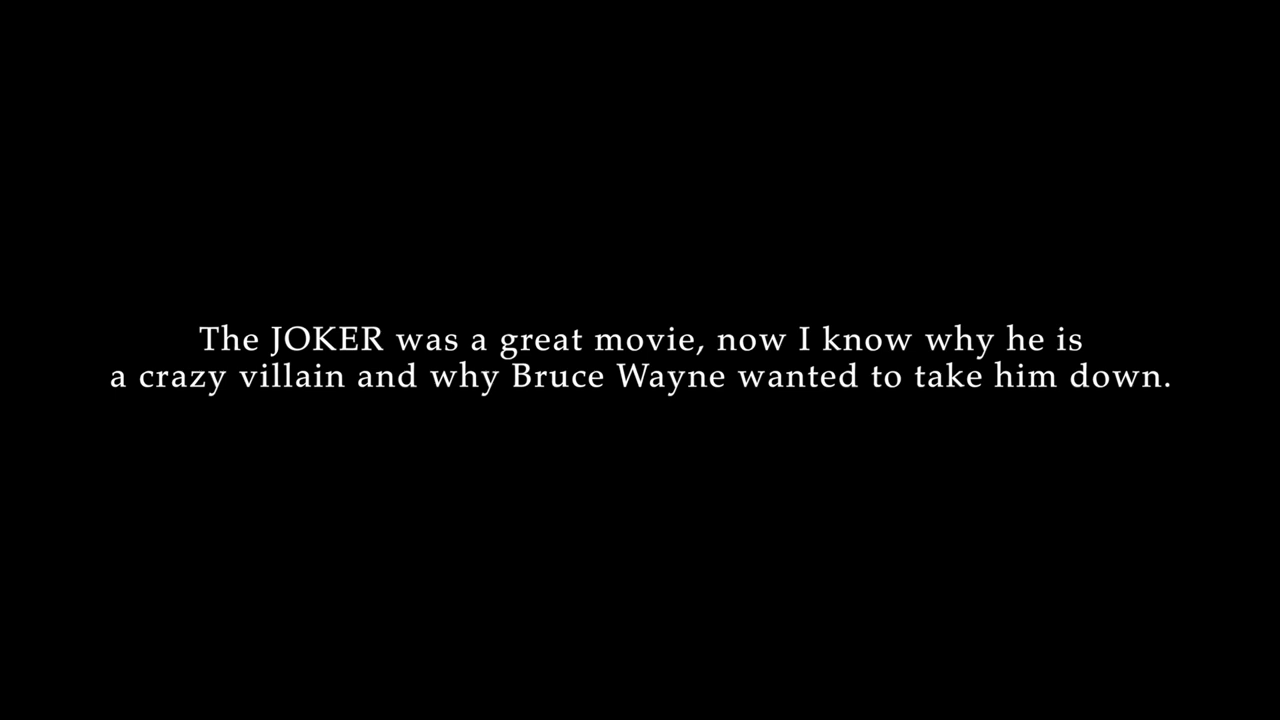 The JOKER was a great movie, now I know why he is
a crazy villain and why Bruce Wayne wanted to take him down.